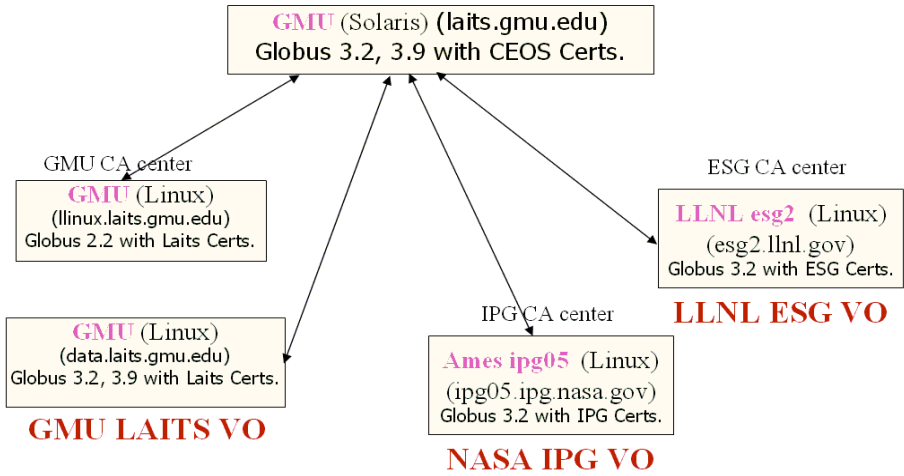 GMU (Solaris) (laits.gmu.edu)
Globus 3.2, 3.9 with CEOS Certs.
GMU CA center
GMU (Linux)
(llinux.laits.gmu.edu)
Globus 2.2 with Laits Certs.
ESG CA center
LLNL esg2 (Linux)
(esg2.llnl.gov)
Globus 3.2 with ESG Certs.
LLNL ESG VO
GMU (Linux)
(data.laits.gmu.edu)
Globus 3.2, 3.9 with Laits Certs.
GMU LAITS VO
IPG CA center
Ames ipg05 (Linux)
(ipg05.ipg.nasa.gov)
Globus 3.2 with IPG Certs.
NASA IPG VO